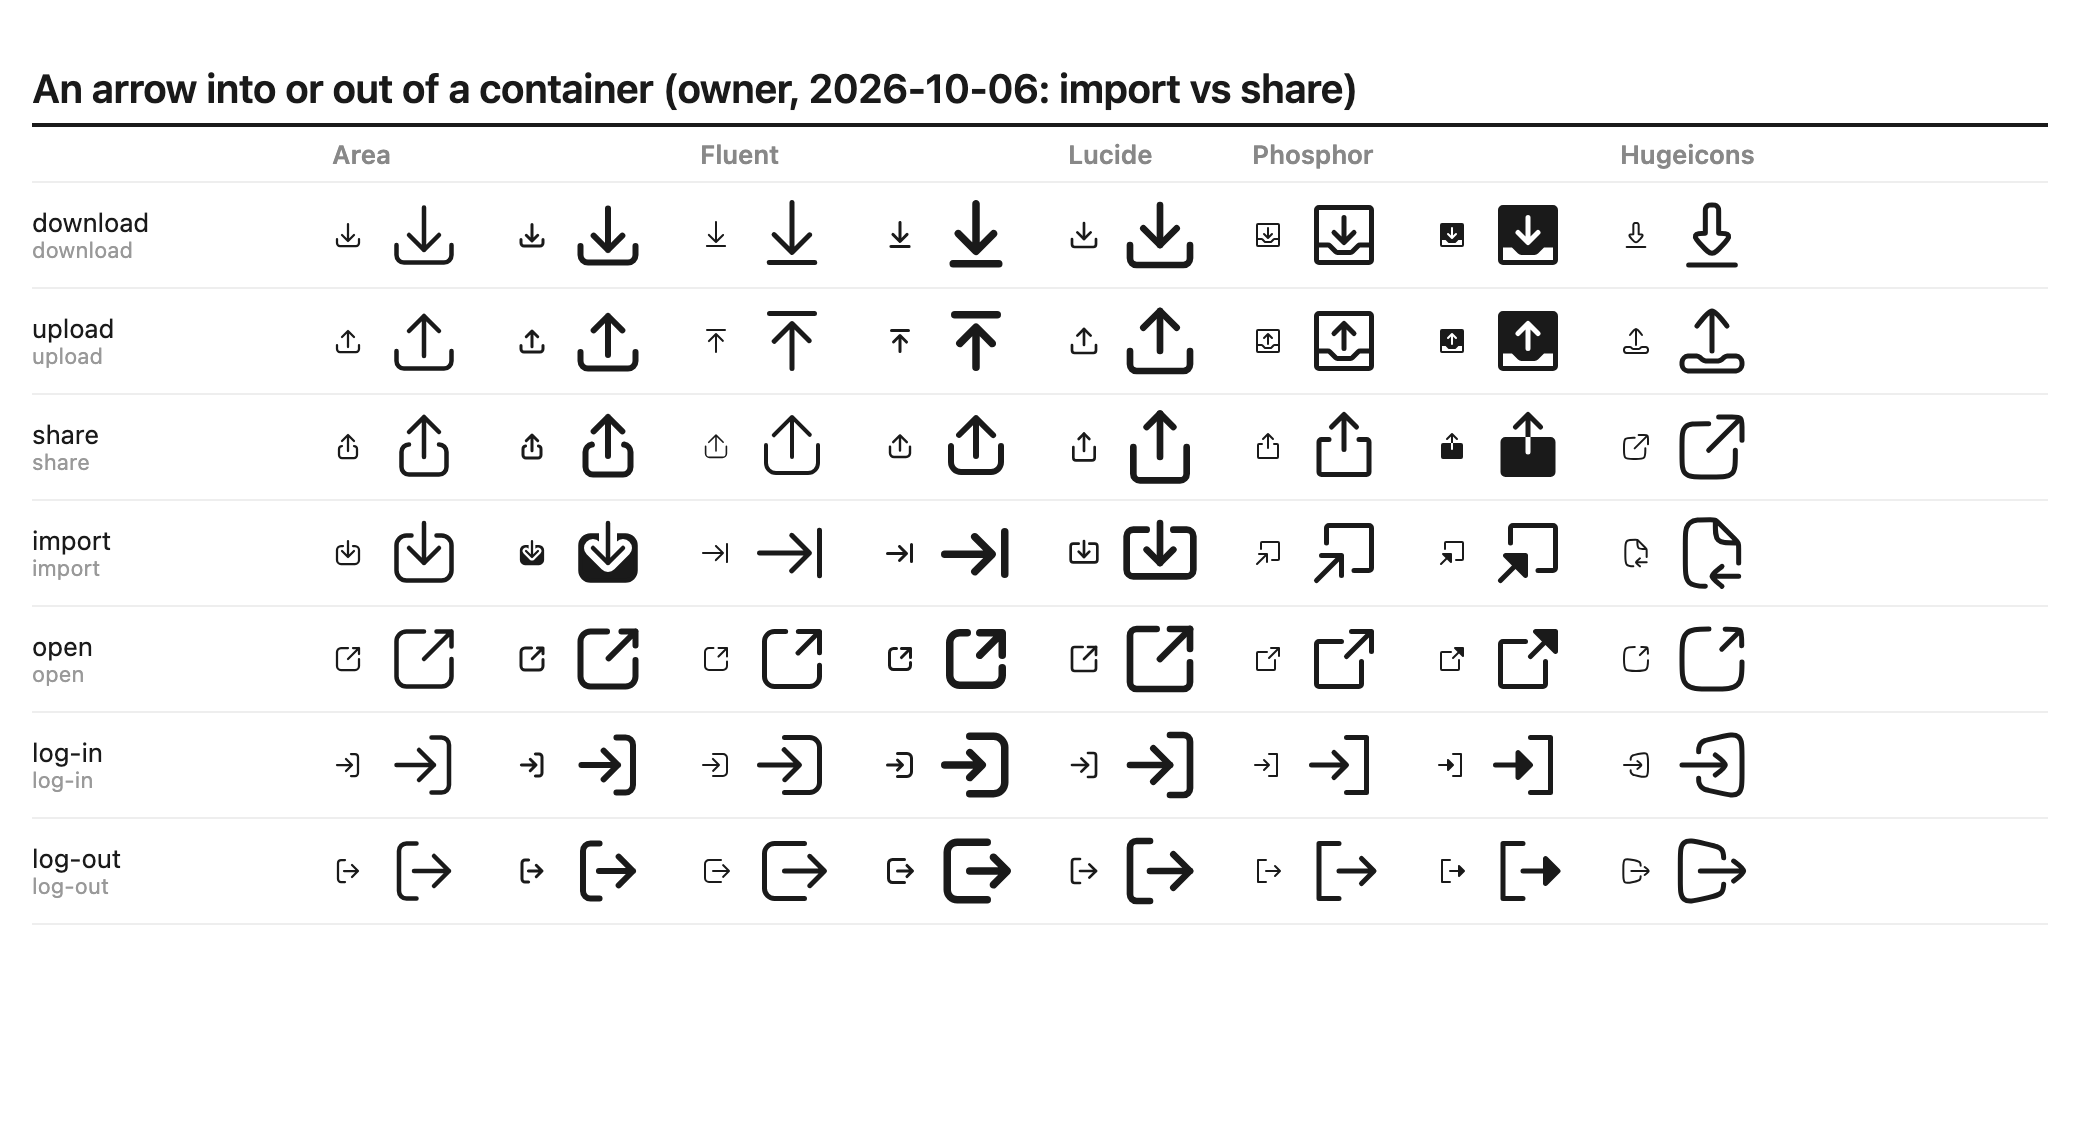 An arrow into or out of a container (owner, 2026-10-06: import vs share)
Area Fluent Lucide Phosphor Hugeicons
download
download
upload
upload
share
share
import
import
open
open
log-in
log-in
log-out
log-out